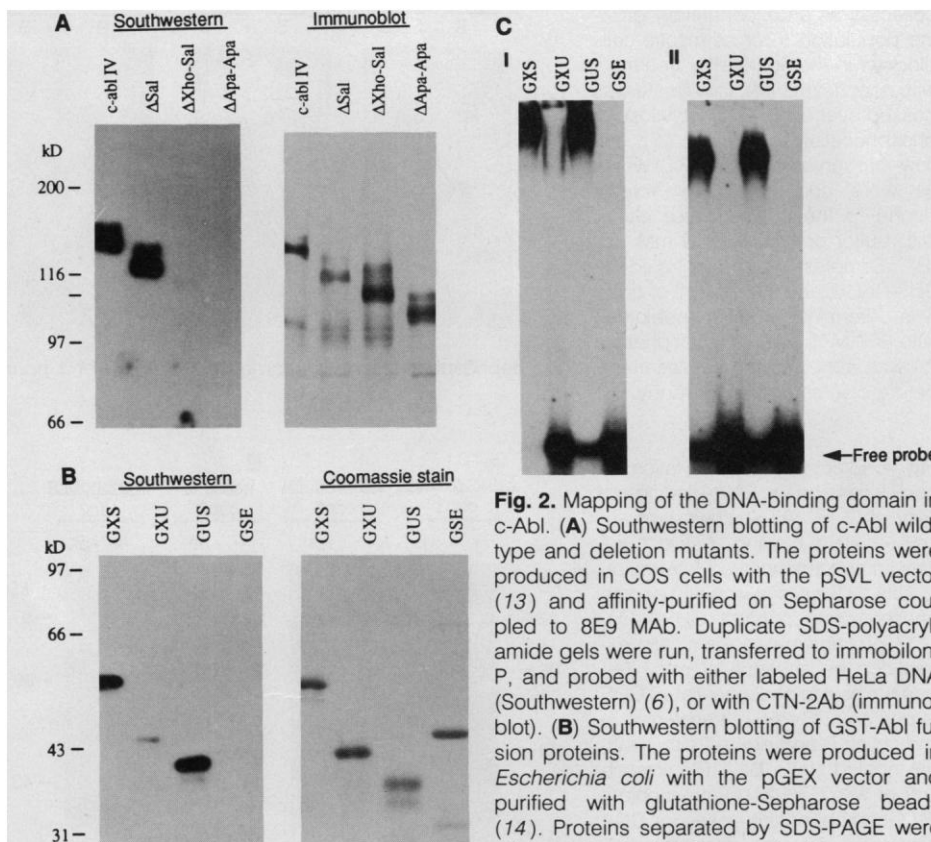 A
Southwestern
Immunoblot
c-abl IV
ΔSal
ΔXho-Sal
ΔApa-Apa
c-abl IV
ΔSal
ΔXho-Sal
ΔApa-Apa
kD
200
116
97
66
B
Southwestern
Coomassie stain
GXS
GXU
GUS
GSE
GXS
GXU
GUS
GSE
kD
97
66
43
31
C
I
GXS
GXU
GUS
GSE
II
GXS
GXU
GUS
GSE
Free probe
Fig. 2. Mapping of the DNA-binding domain in
c-Abl. (A) Southwestern blotting of c-Abl wild-
type and deletion mutants. The proteins were
produced in COS cells with the pSVL vector
(13) and affinity-purified on Sepharose cou-
pled to 8E9 MAb. Duplicate SDS-polyacryl-
amide gels were run, transferred to immobilon
P, and probed with either labeled HeLa DNA
(Southwestern) (6), or with CTN-2Ab (immuno-
blot). (B) Southwestern blotting of GST-Abl fu-
sion proteins. The proteins were produced in
Escherichia coli with the pGEX vector and
purified with glutathione-Sepharose bead
(14). Proteins separated by SDS-PAGE were